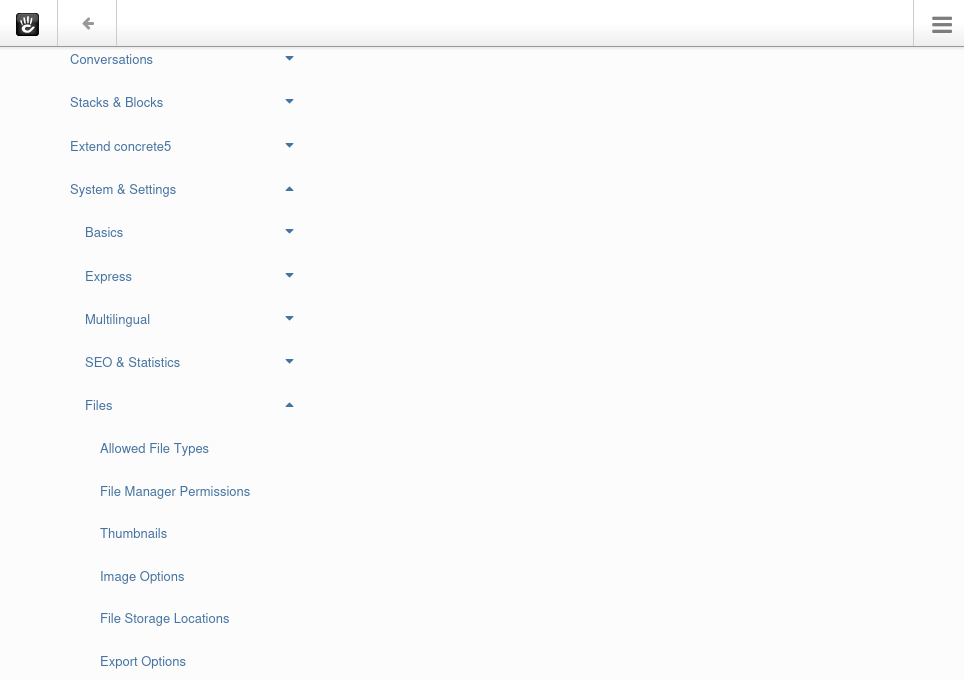 Conversations
Stacks & Blocks
Extend concrete5
System & Settings
Basics
Express
Multilingual
SEO & Statistics
Files
Allowed File Types
File Manager Permissions
Thumbnails
Image Options
File Storage Locations
Export Options